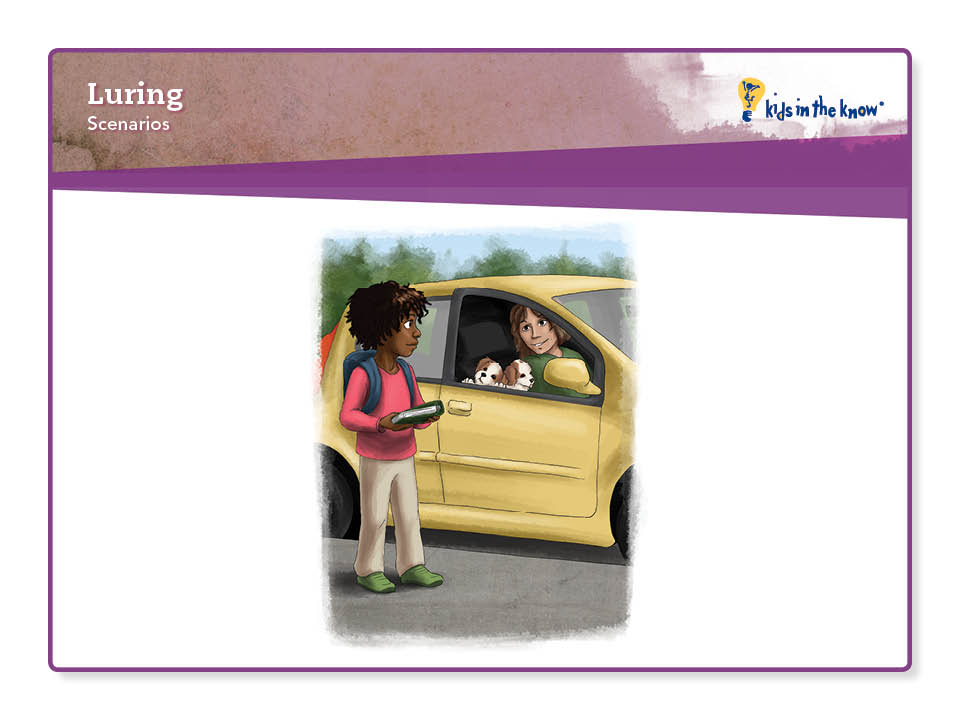 Luring
Scenarios
kids in the know®